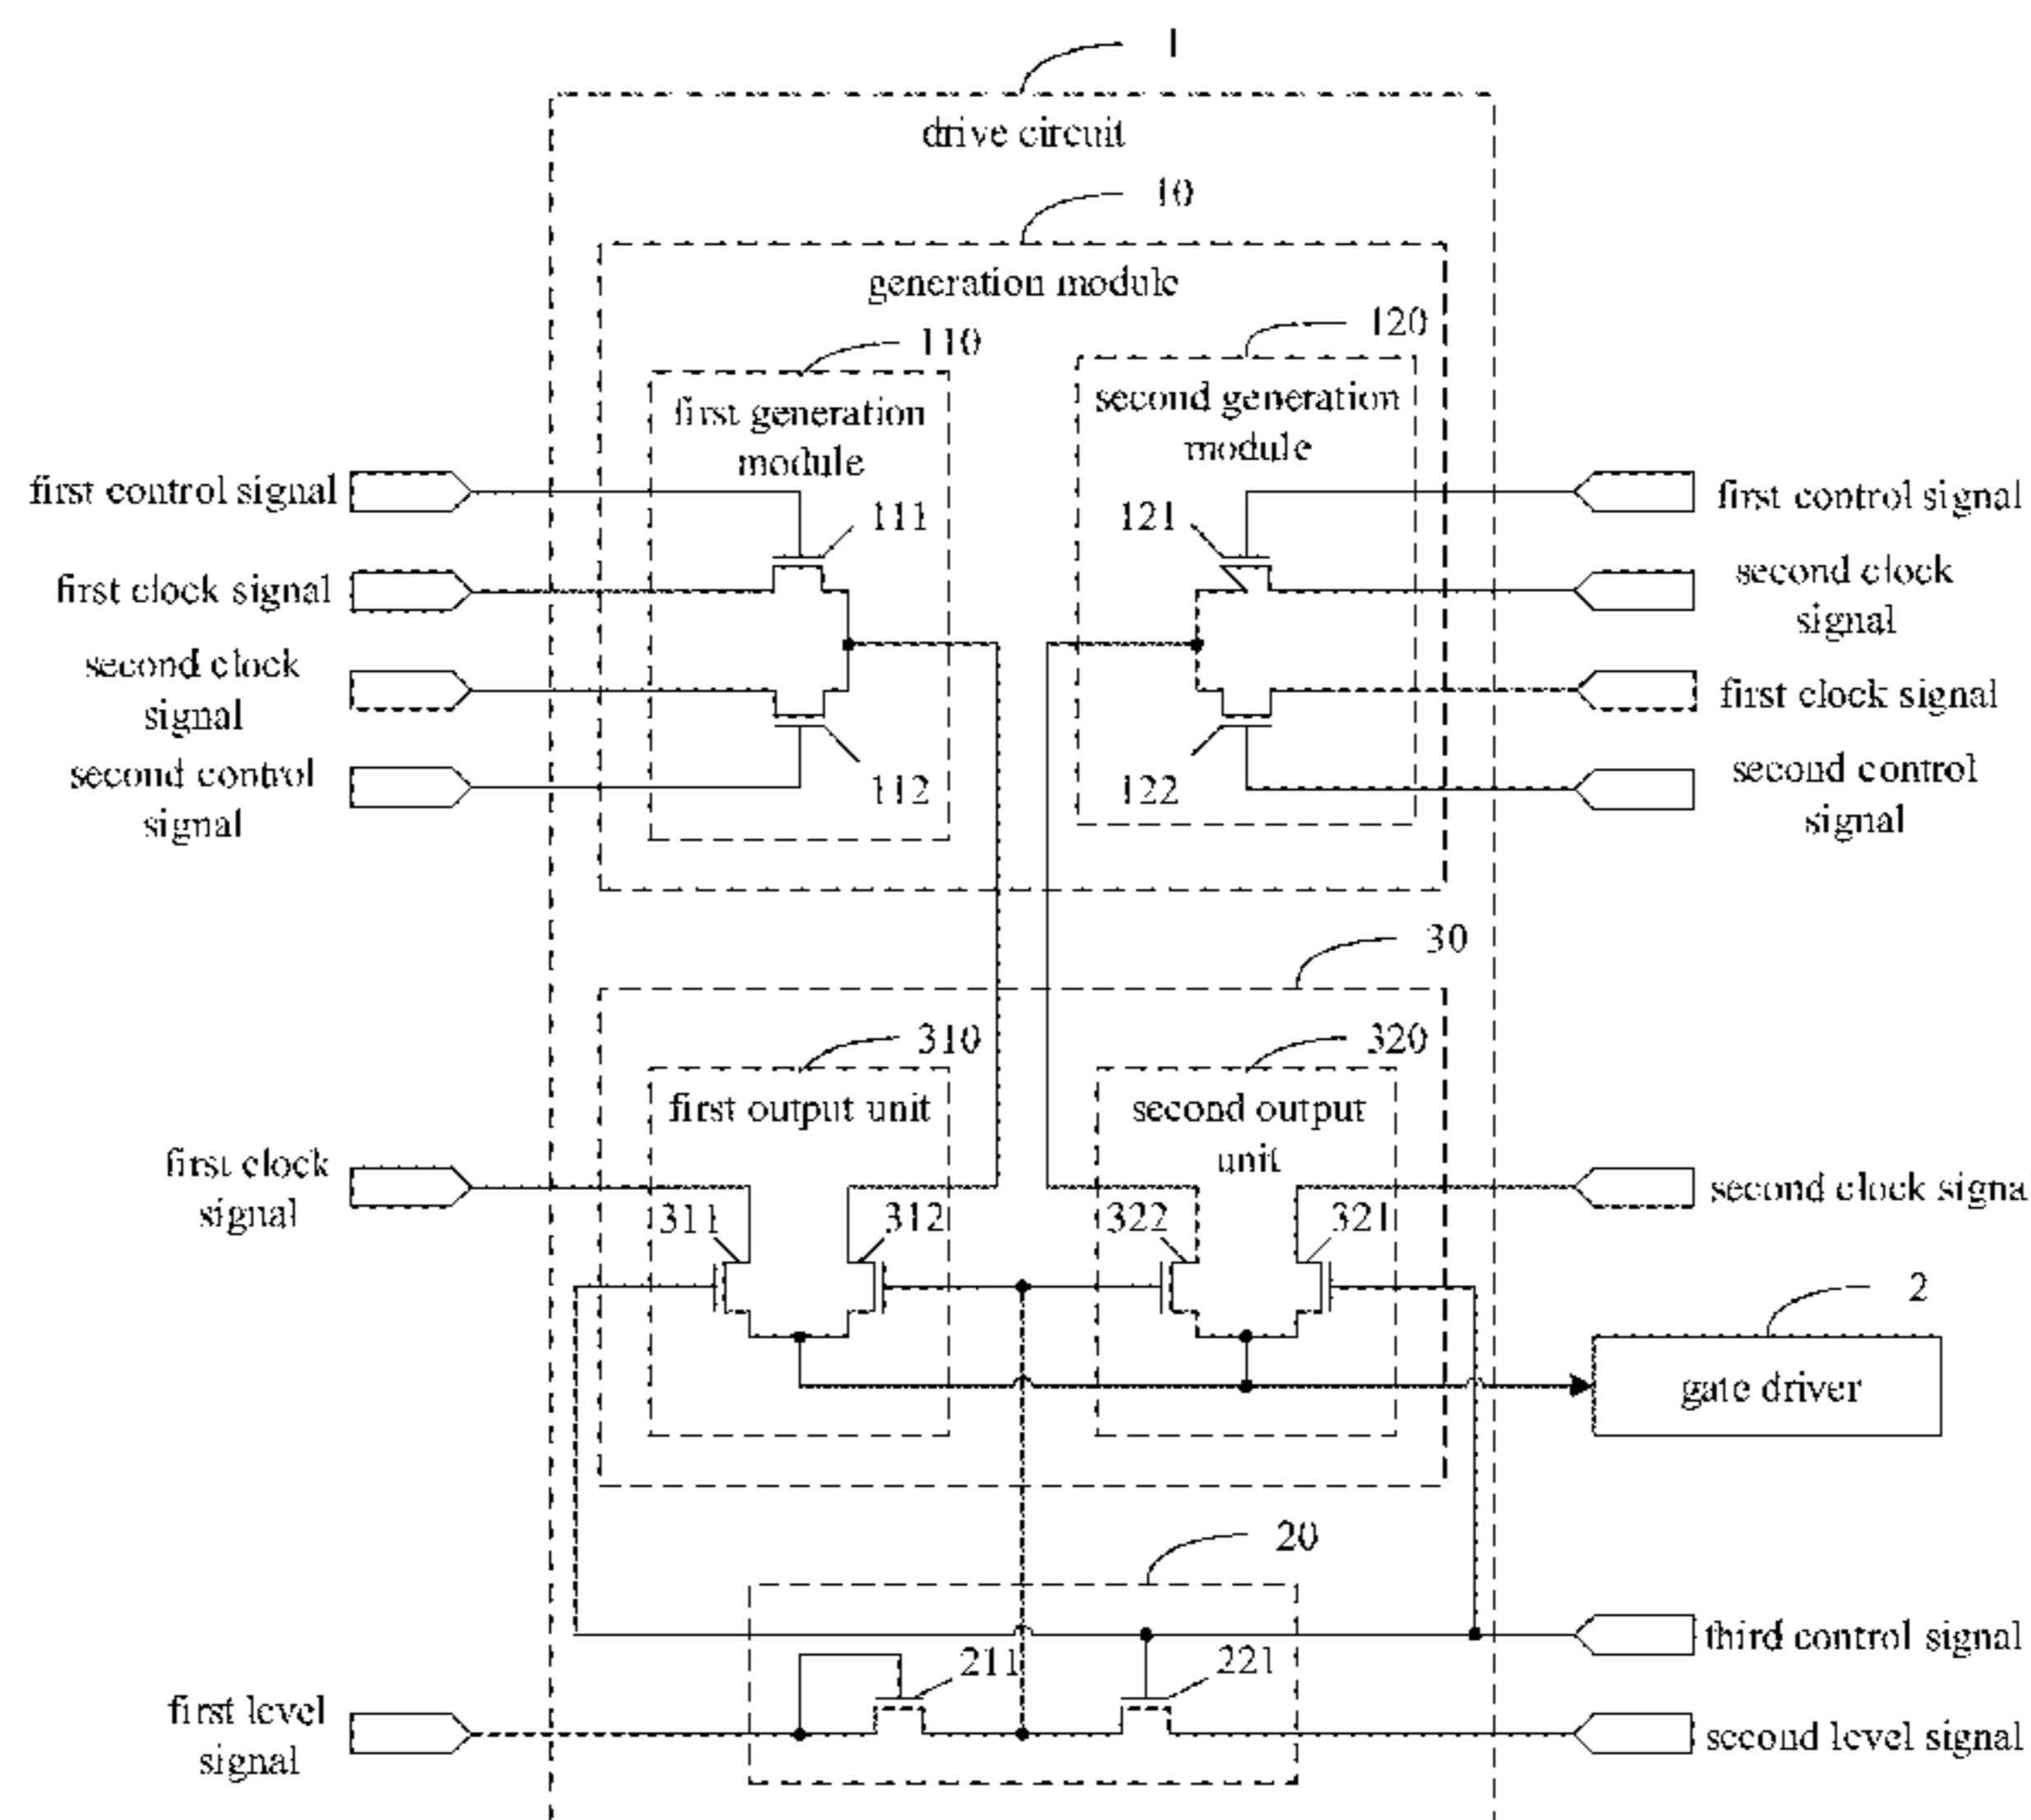 1
drive circuit
10
generation module
110
120
first generation
module
second generation
module
first control signal
first control signal
111
121
first clock signal
second clock
signal
second clock
signal
first clock signal
second control
signal
112
122
second control
signal
30
310
320
first output unit
second output
unit
first clock
signal
second clock signa
311
312
322
321
2
gate driver
20
third control signal
211
221
first level
signal
second level signal